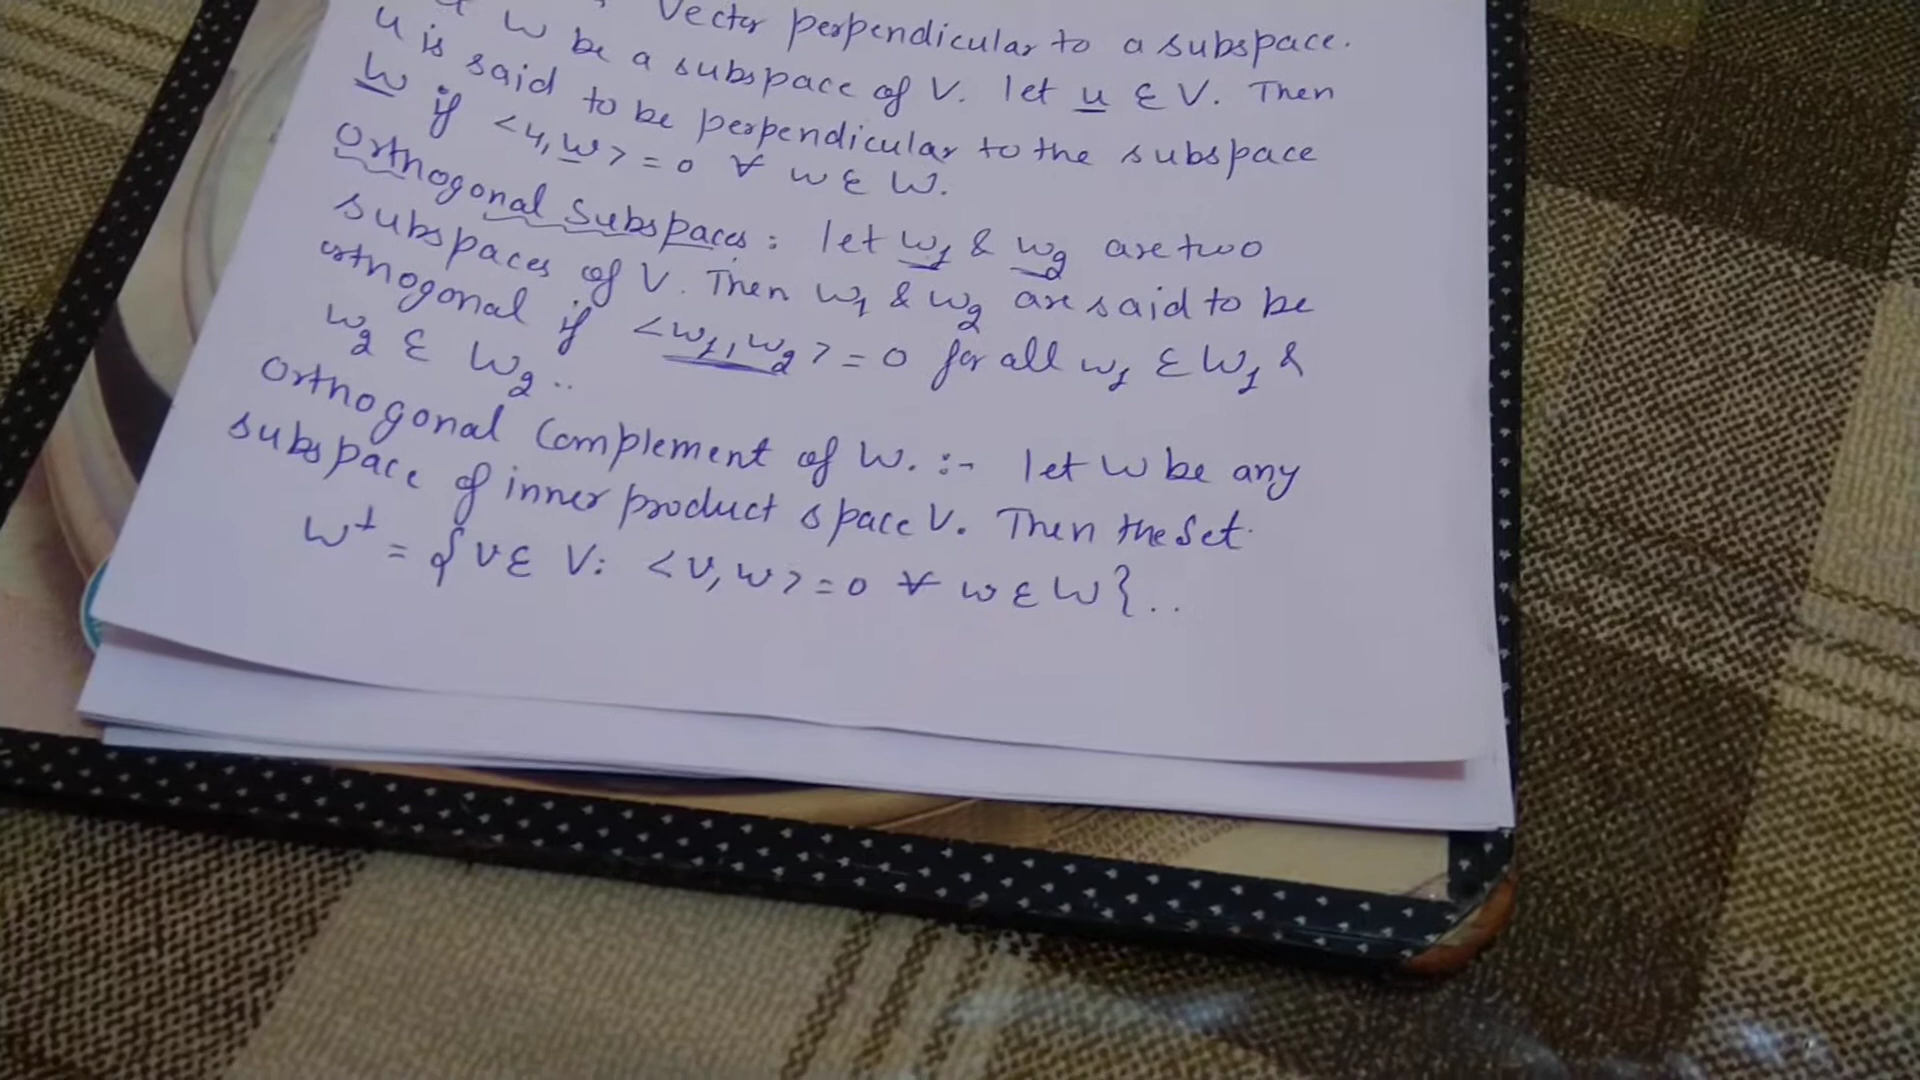 Vector perpendicular to a subspace.
W be a subspace of V. let u ∈ V. Then
u is said to be perpendicular to the subspace
W if <u, w> = 0 ∀ w ∈ W.
Orthogonal Subspaces : let W1 & W2 are two
subspaces of V. Then W1 & W2 are said to be
orthogonal if <w1, w2> = 0 for all w1 ∈ W1 &
w2 ∈ W2..
Orthogonal Complement of W. :- let W be any
subspace of inner product space V. Then the Set.
W⊥ = {v ∈ V: <v, w> = 0 ∀ w ∈ W}..